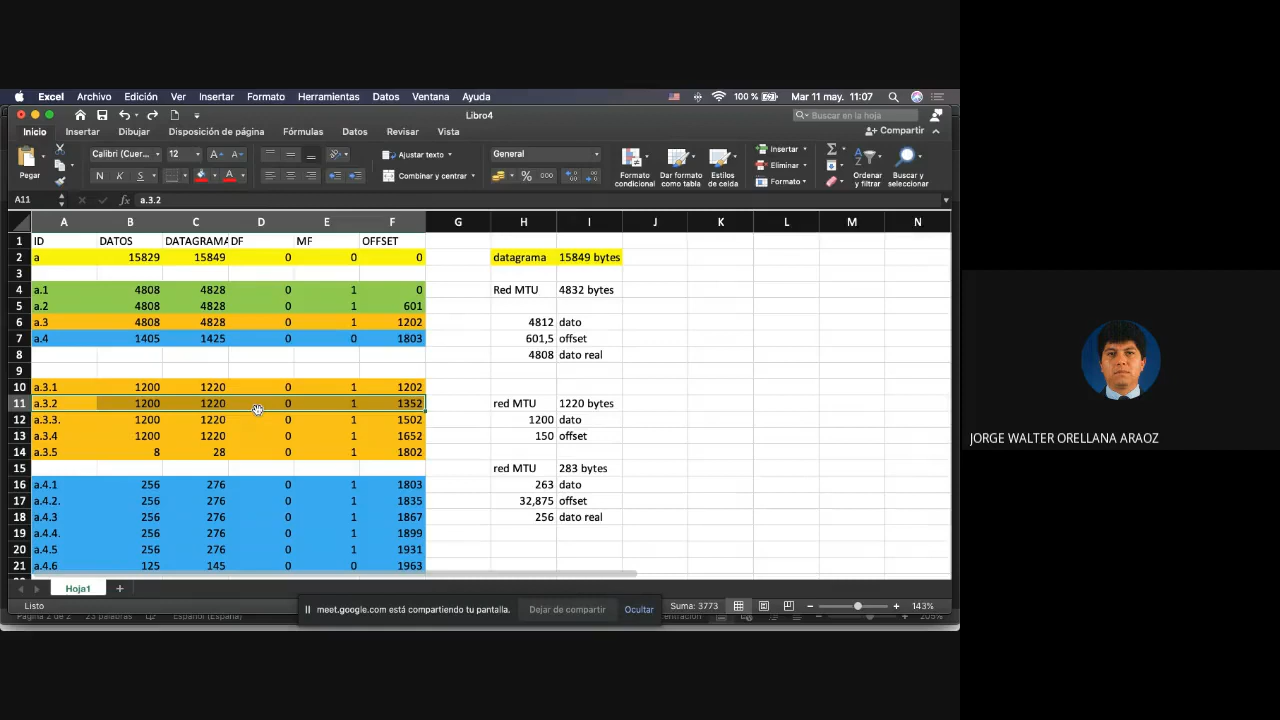 Excel Archivo Edición Ver Insertar Formato Herramientas Datos Ventana Ayuda 100 % Mar 11 may. 11:07
Libro4 Buscar en la hoja
Inicio Insertar Dibujar Disposición de página Fórmulas Datos Revisar Vista Compartir
Pegar Calibri (Cuer... 12 A A Ajustar texto General Formato condicional Dar formato como tabla Estilos de celda Insertar Ordenar y filtrar Buscar y seleccionar
N K S A Combinar y centrar % 000 Eliminar
Formato
A11 fx a.3.2
A B C D E F G H I J K L M N
1 ID DATOS DATAGRAMA DF MF OFFSET
2 a 15829 15849 0 0 0 datagrama 15849 bytes
3
4 a.1 4808 4828 0 1 0 Red MTU 4832 bytes
5 a.2 4808 4828 0 1 601
6 a.3 4808 4828 0 1 1202 4812 dato
7 a.4 1405 1425 0 0 1803 601,5 offset
8 4808 dato real
9
10 a.3.1 1200 1220 0 1 1202
11 a.3.2 1200 1220 0 1 1352 red MTU 1220 bytes
12 a.3.3. 1200 1220 0 1 1502 1200 dato
13 a.3.4 1200 1220 0 1 1652 150 offset
14 a.3.5 8 28 0 1 1802
15 red MTU 283 bytes
16 a.4.1 256 276 0 1 1803 263 dato
17 a.4.2. 256 276 0 1 1835 32,875 offset
18 a.4.3 256 276 0 1 1867 256 dato real
19 a.4.4. 256 276 0 1 1899
20 a.4.5 256 276 0 1 1931
21 a.4.6 125 145 0 0 1963
Hoja1
Listo meet.google.com está compartiendo tu pantalla. Dejar de compartir Ocultar Suma: 3773 143%
Página 2 de 2 23 palabras Español (España) 205%
JORGE WALTER ORELLANA ARAOZ